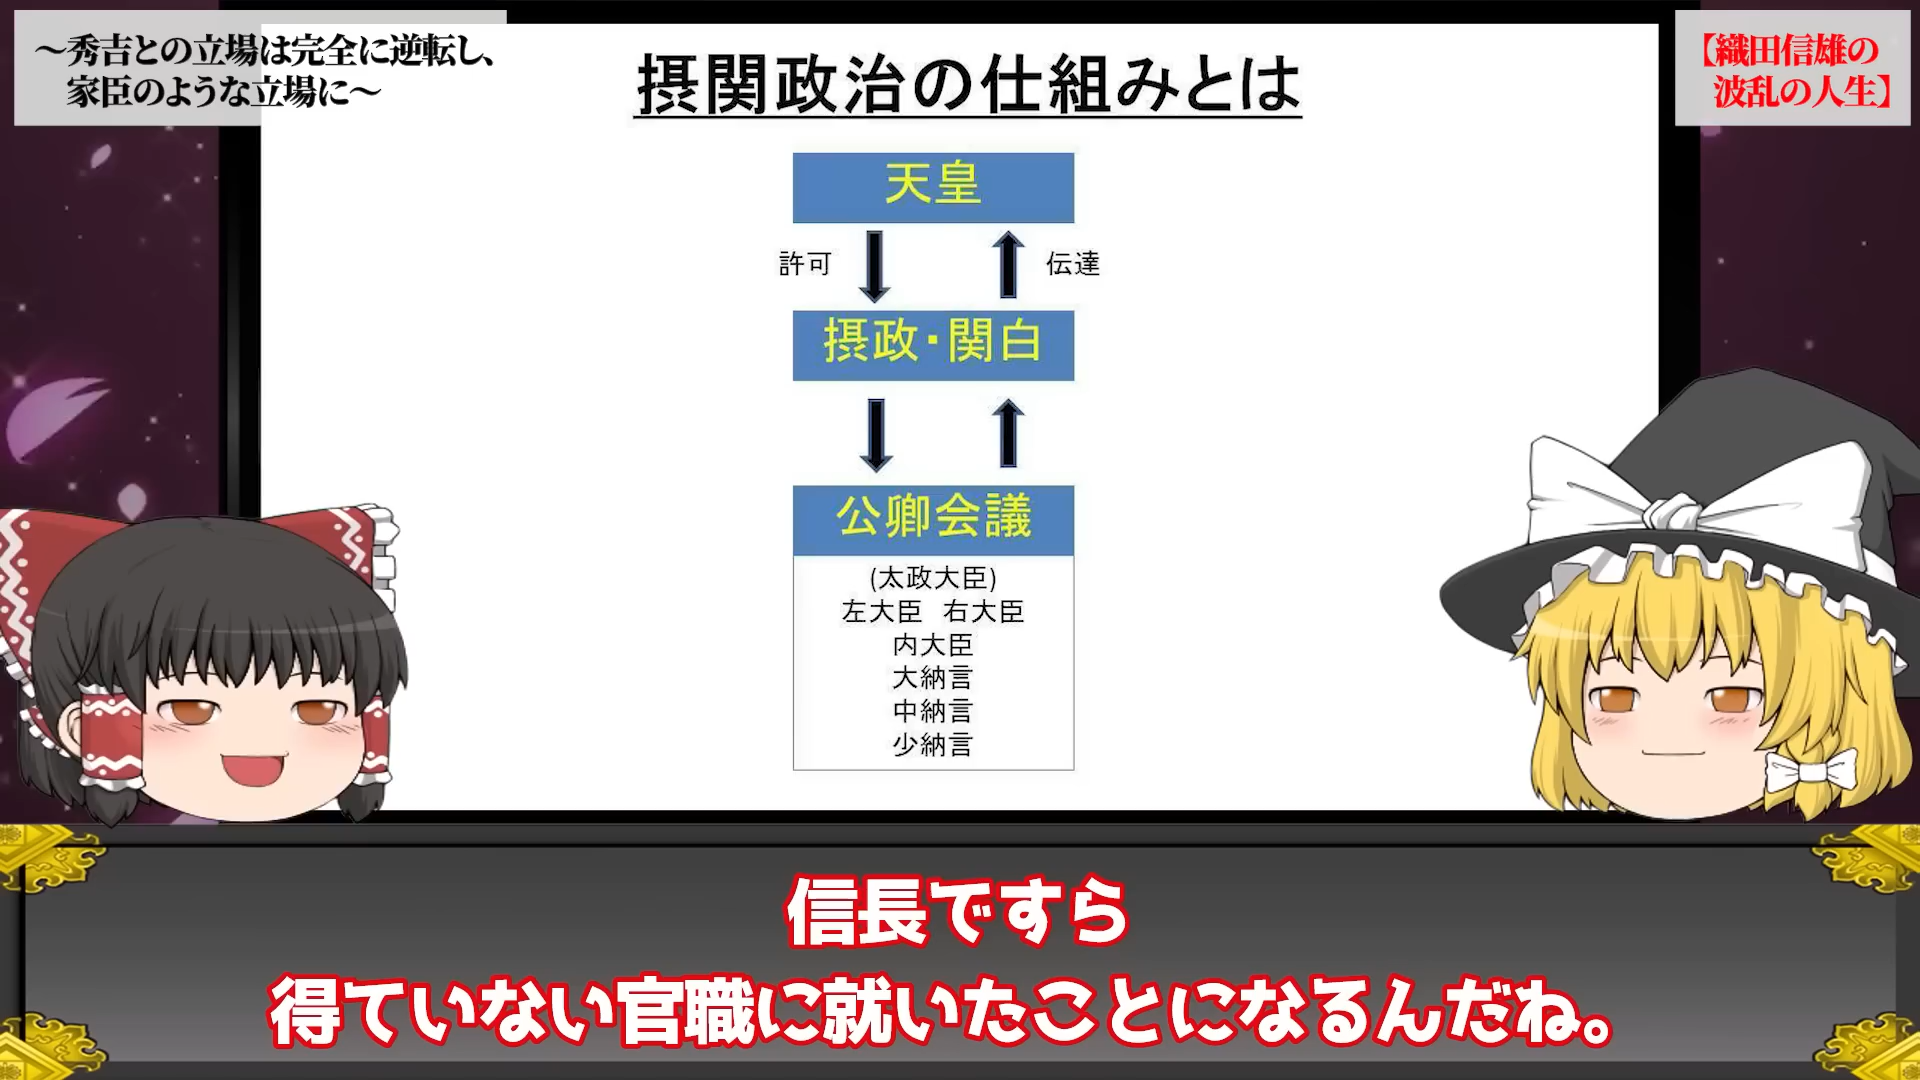 ～秀吉との立場は完全に逆転し、
家臣のような立場に～
【織田信雄の
波乱の人生】
摂関政治の仕組みとは
天皇
許可
伝達
摂政・関白
公卿会議
(太政大臣)
左大臣 右大臣
内大臣
大納言
中納言
少納言
信長ですら
得ていない官職に就いたことになるんだね。